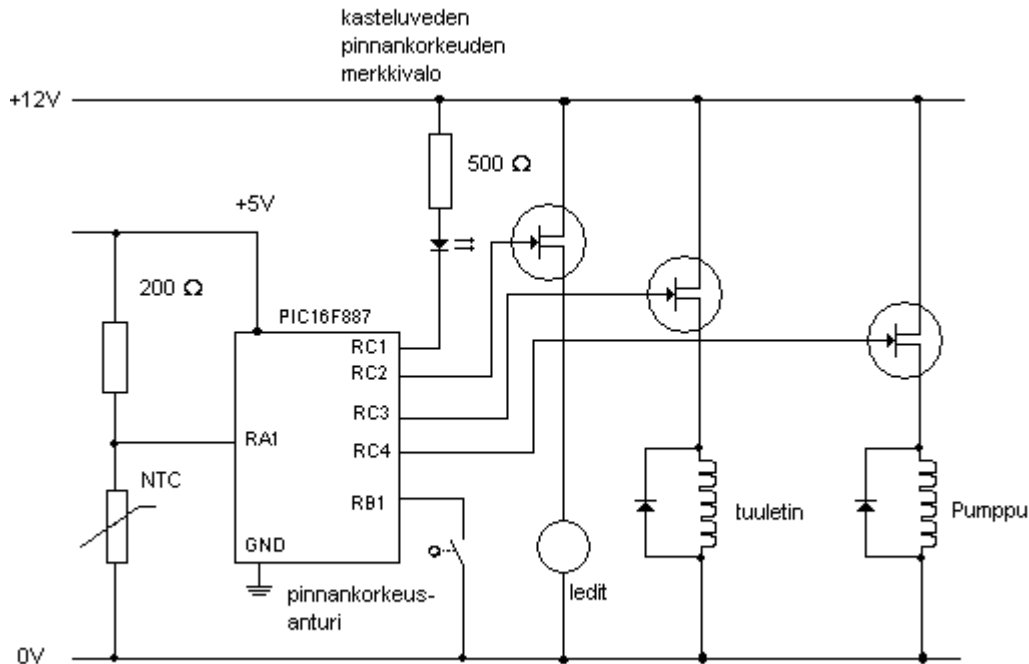 kasteluveden
pinnankorkeuden
merkkivalo
+12V
500 Ω
+5V
200 Ω
PIC16F887
RC1
RC2
RC3
RA1
RC4
NTC
RB1
tuuletin
Pumppu
GND
pinnankorkeus-
anturi
ledit
0V